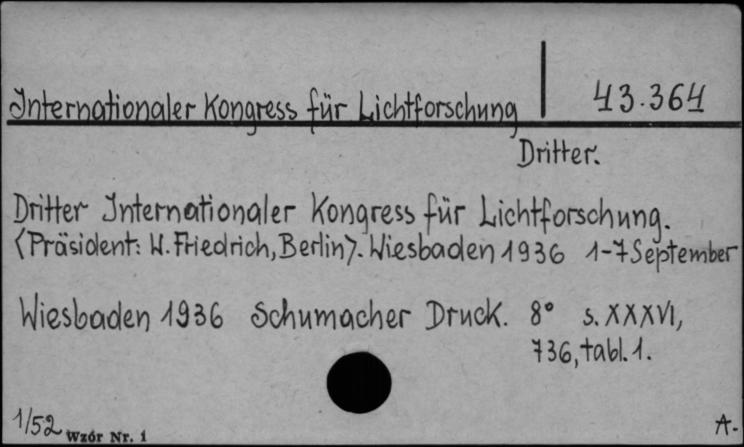 Internationaler Kongress für Lichtforschung
43.364
Dritter.
Dritter Internationaler Kongress für Lichtforschung.
(Präsident: W. Friedrich, Berlin). Wiesbaden 1936 1-7 September
Wiesbaden 1936 Schumacher Druck. 8° s. XXXVI,
736, tabl. 1.
1/52 Wzór Nr. 1
A.